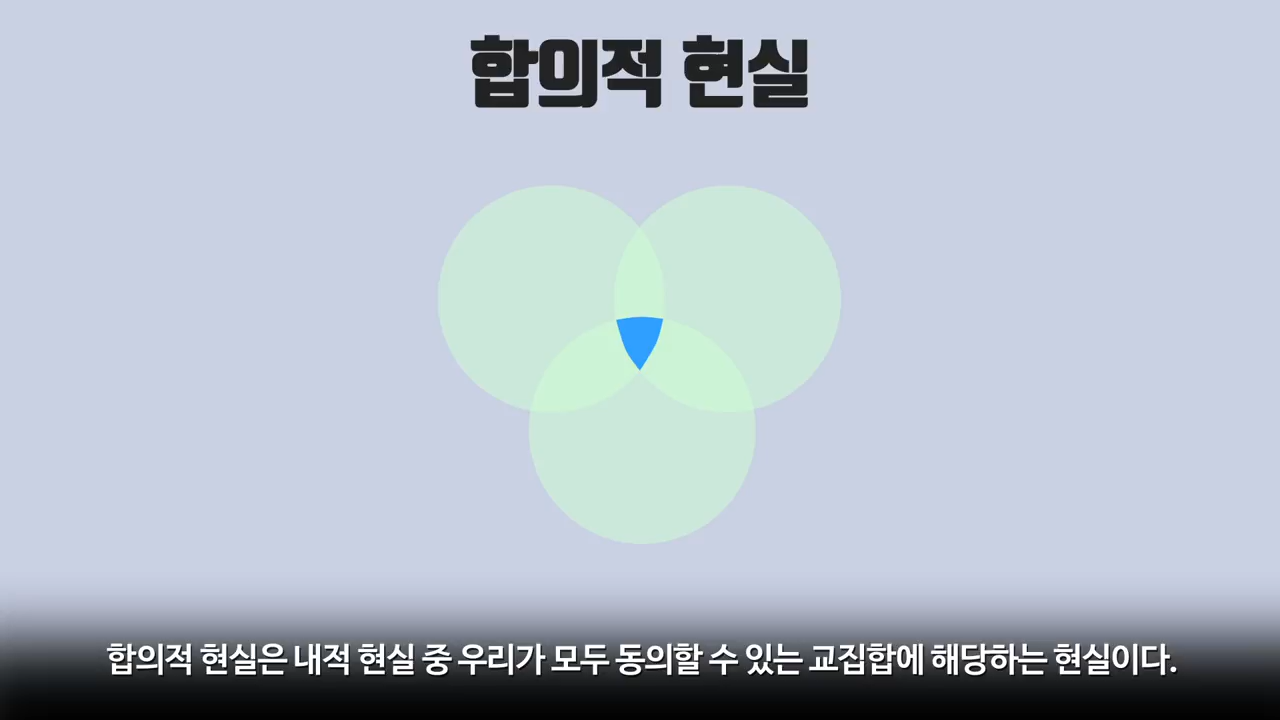 합의적 현실
합의적 현실은 내적 현실 중 우리가 모두 동의할 수 있는 교집합에 해당하는 현실이다.